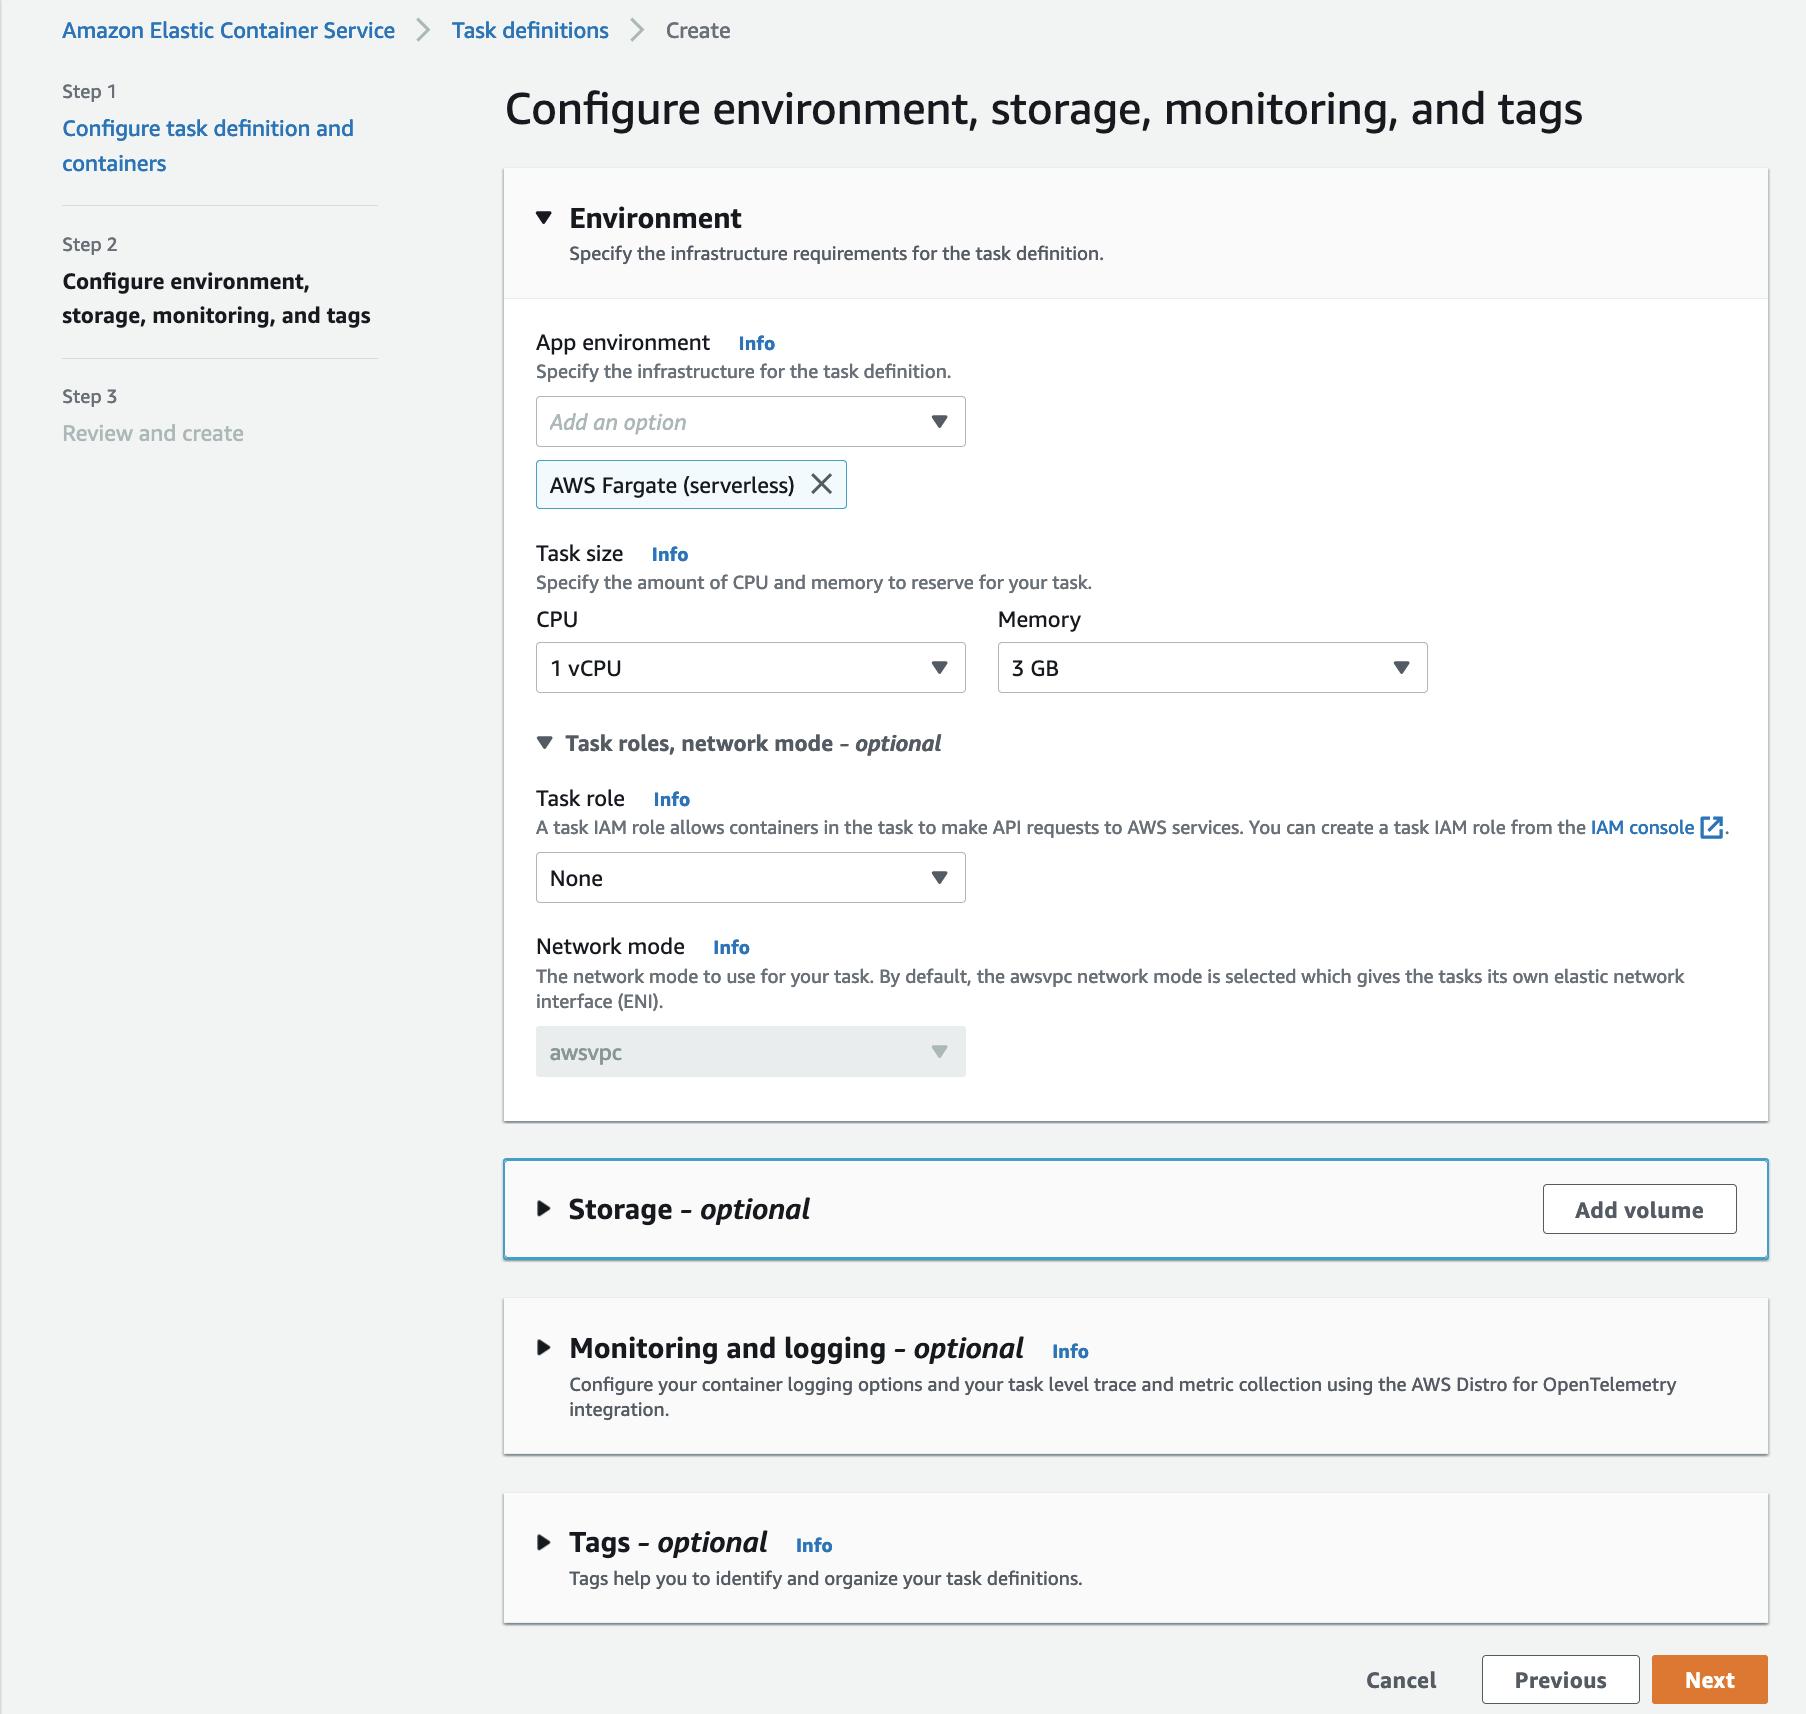 Amazon Elastic Container Service > Task definitions > Create
Step 1
Configure task definition and
containers
Step 2
Configure environment,
storage, monitoring, and tags
Step 3
Review and create
Configure environment, storage, monitoring, and tags
Environment
Specify the infrastructure requirements for the task definition.
App environment Info
Specify the infrastructure for the task definition.
Add an option
AWS Fargate (serverless)
Task size Info
Specify the amount of CPU and memory to reserve for your task.
CPU Memory
1 vCPU 3 GB
Task roles, network mode - optional
Task role Info
A task IAM role allows containers in the task to make API requests to AWS services. You can create a task IAM role from the IAM console.
None
Network mode Info
The network mode to use for your task. By default, the awsvpc network mode is selected which gives the tasks its own elastic network
interface (ENI).
awsvpc
Storage - optional Add volume
Monitoring and logging - optional Info
Configure your container logging options and your task level trace and metric collection using the AWS Distro for OpenTelemetry
integration.
Tags - optional Info
Tags help you to identify and organize your task definitions.
Cancel Previous Next